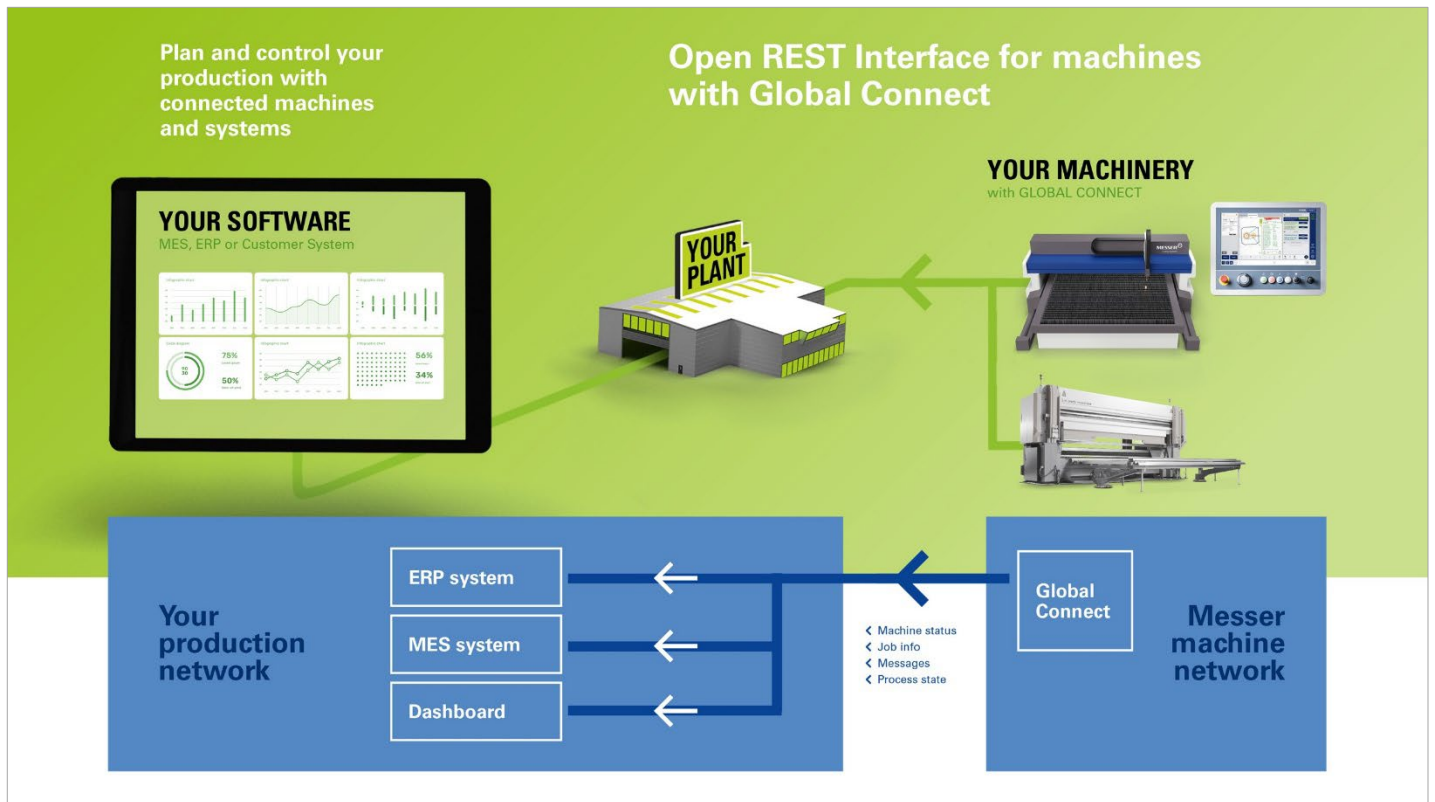 Plan and control your
production with
connected machines
and systems
Open REST Interface for machines
with Global Connect
YOUR SOFTWARE
MES, ERP or Customer System
75%
50%
56%
34%
YOUR
PLANT
YOUR MACHINERY
with GLOBAL CONNECT
MESSER
Your
production
network
ERP system
MES system
Dashboard
Machine status
Job info
Messages
Process state
Global
Connect
Messer
machine
network